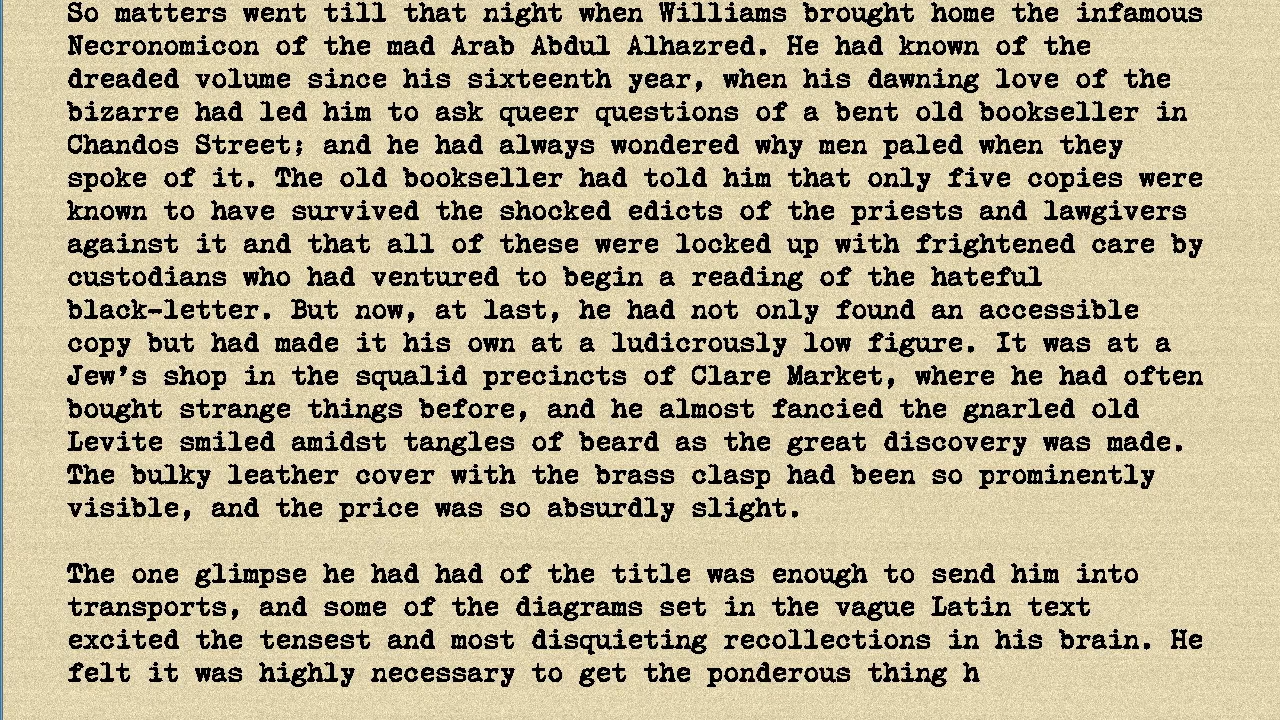 So matters went till that night when Williams brought home the infamous
Necronomicon of the mad Arab Abdul Alhazred. He had known of the
dreaded volume since his sixteenth year, when his dawning love of the
bizarre had led him to ask queer questions of a bent old bookseller in
Chandos Street; and he had always wondered why men paled when they
spoke of it. The old bookseller had told him that only five copies were
known to have survived the shocked edicts of the priests and lawgivers
against it and that all of these were locked up with frightened care by
custodians who had ventured to begin a reading of the hateful
black-letter. But now, at last, he had not only found an accessible
copy but had made it his own at a ludicrously low figure. It was at a
Jew's shop in the squalid precincts of Clare Market, where he had often
bought strange things before, and he almost fancied the gnarled old
Levite smiled amidst tangles of beard as the great discovery was made.
The bulky leather cover with the brass clasp had been so prominently
visible, and the price was so absurdly slight.

The one glimpse he had had of the title was enough to send him into
transports, and some of the diagrams set in the vague Latin text
excited the tensest and most disquieting recollections in his brain. He
felt it was highly necessary to get the ponderous thing h